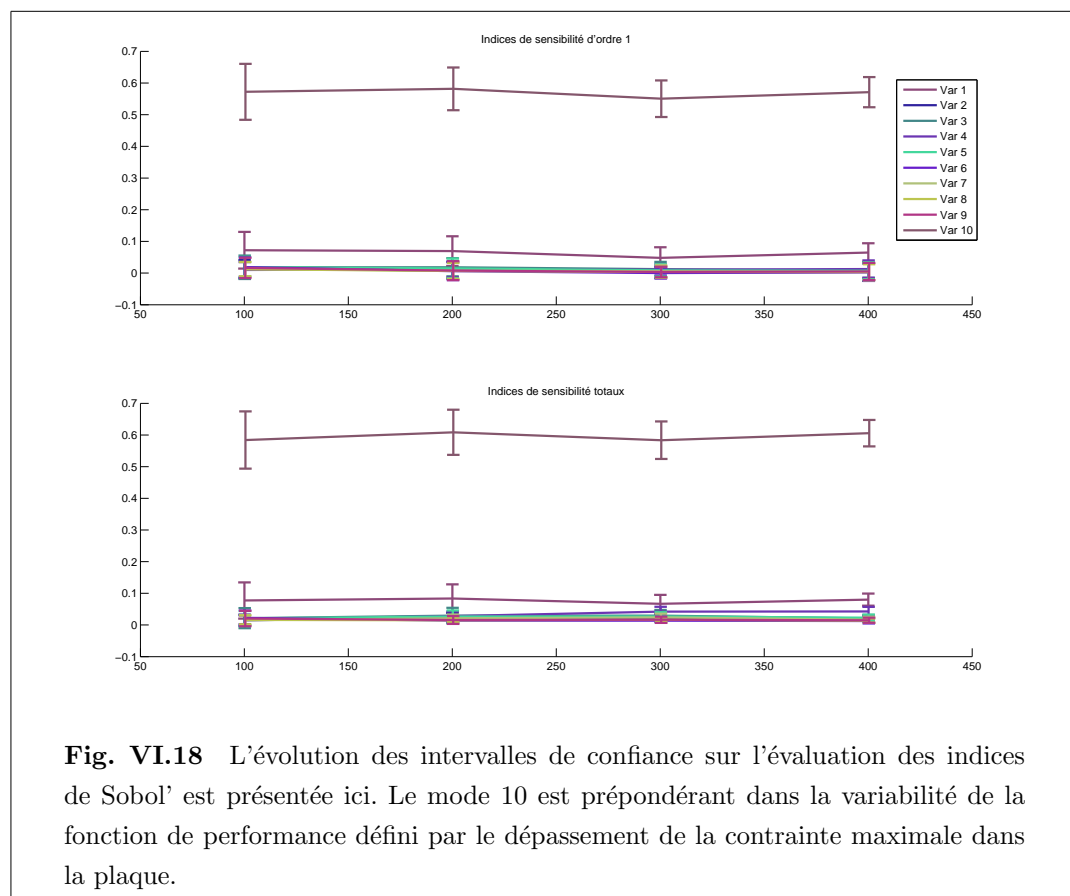 Indices de sensibilité d'ordre 1
0.7
0.6
0.5
0.4
0.3
0.2
0.1
0
−0.1
50 100 150 200 250 300 350 400 450
Var 1
Var 2
Var 3
Var 4
Var 5
Var 6
Var 7
Var 8
Var 9
Var 10
Indices de sensibilité totaux
0.7
0.6
0.5
0.4
0.3
0.2
0.1
0
−0.1
50 100 150 200 250 300 350 400 450
Fig. VI.18 L'évolution des intervalles de confiance sur l'évaluation des indices
de Sobol' est présentée ici. Le mode 10 est prépondérant dans la variabilité de la
fonction de performance défini par le dépassement de la contrainte maximale dans
la plaque.